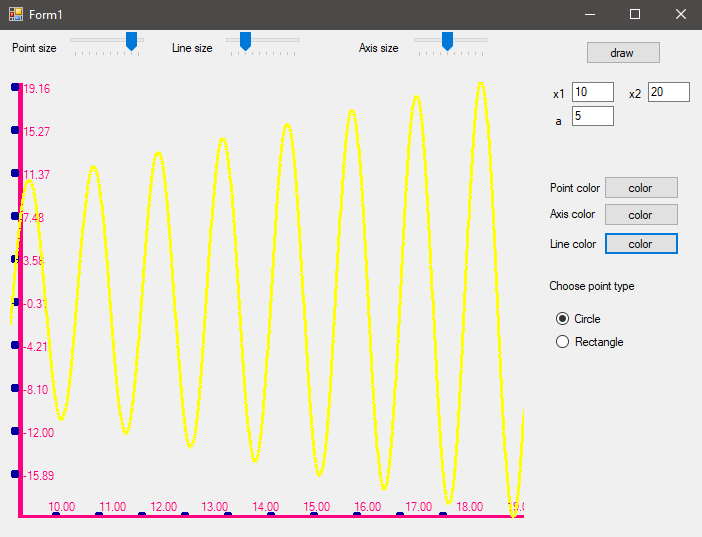 Form1
Point size Line size Axis size draw
x1 10 x2 20
a 5
19.16
15.27
11.37
7.48
3.58
-0.31
-4.21
-8.10
-12.00
-15.89
10.00 11.00 12.00 13.00 14.00 15.00 16.00 17.00 18.00 19.0
Point color color
Axis color color
Line color color
Choose point type
Circle
Rectangle